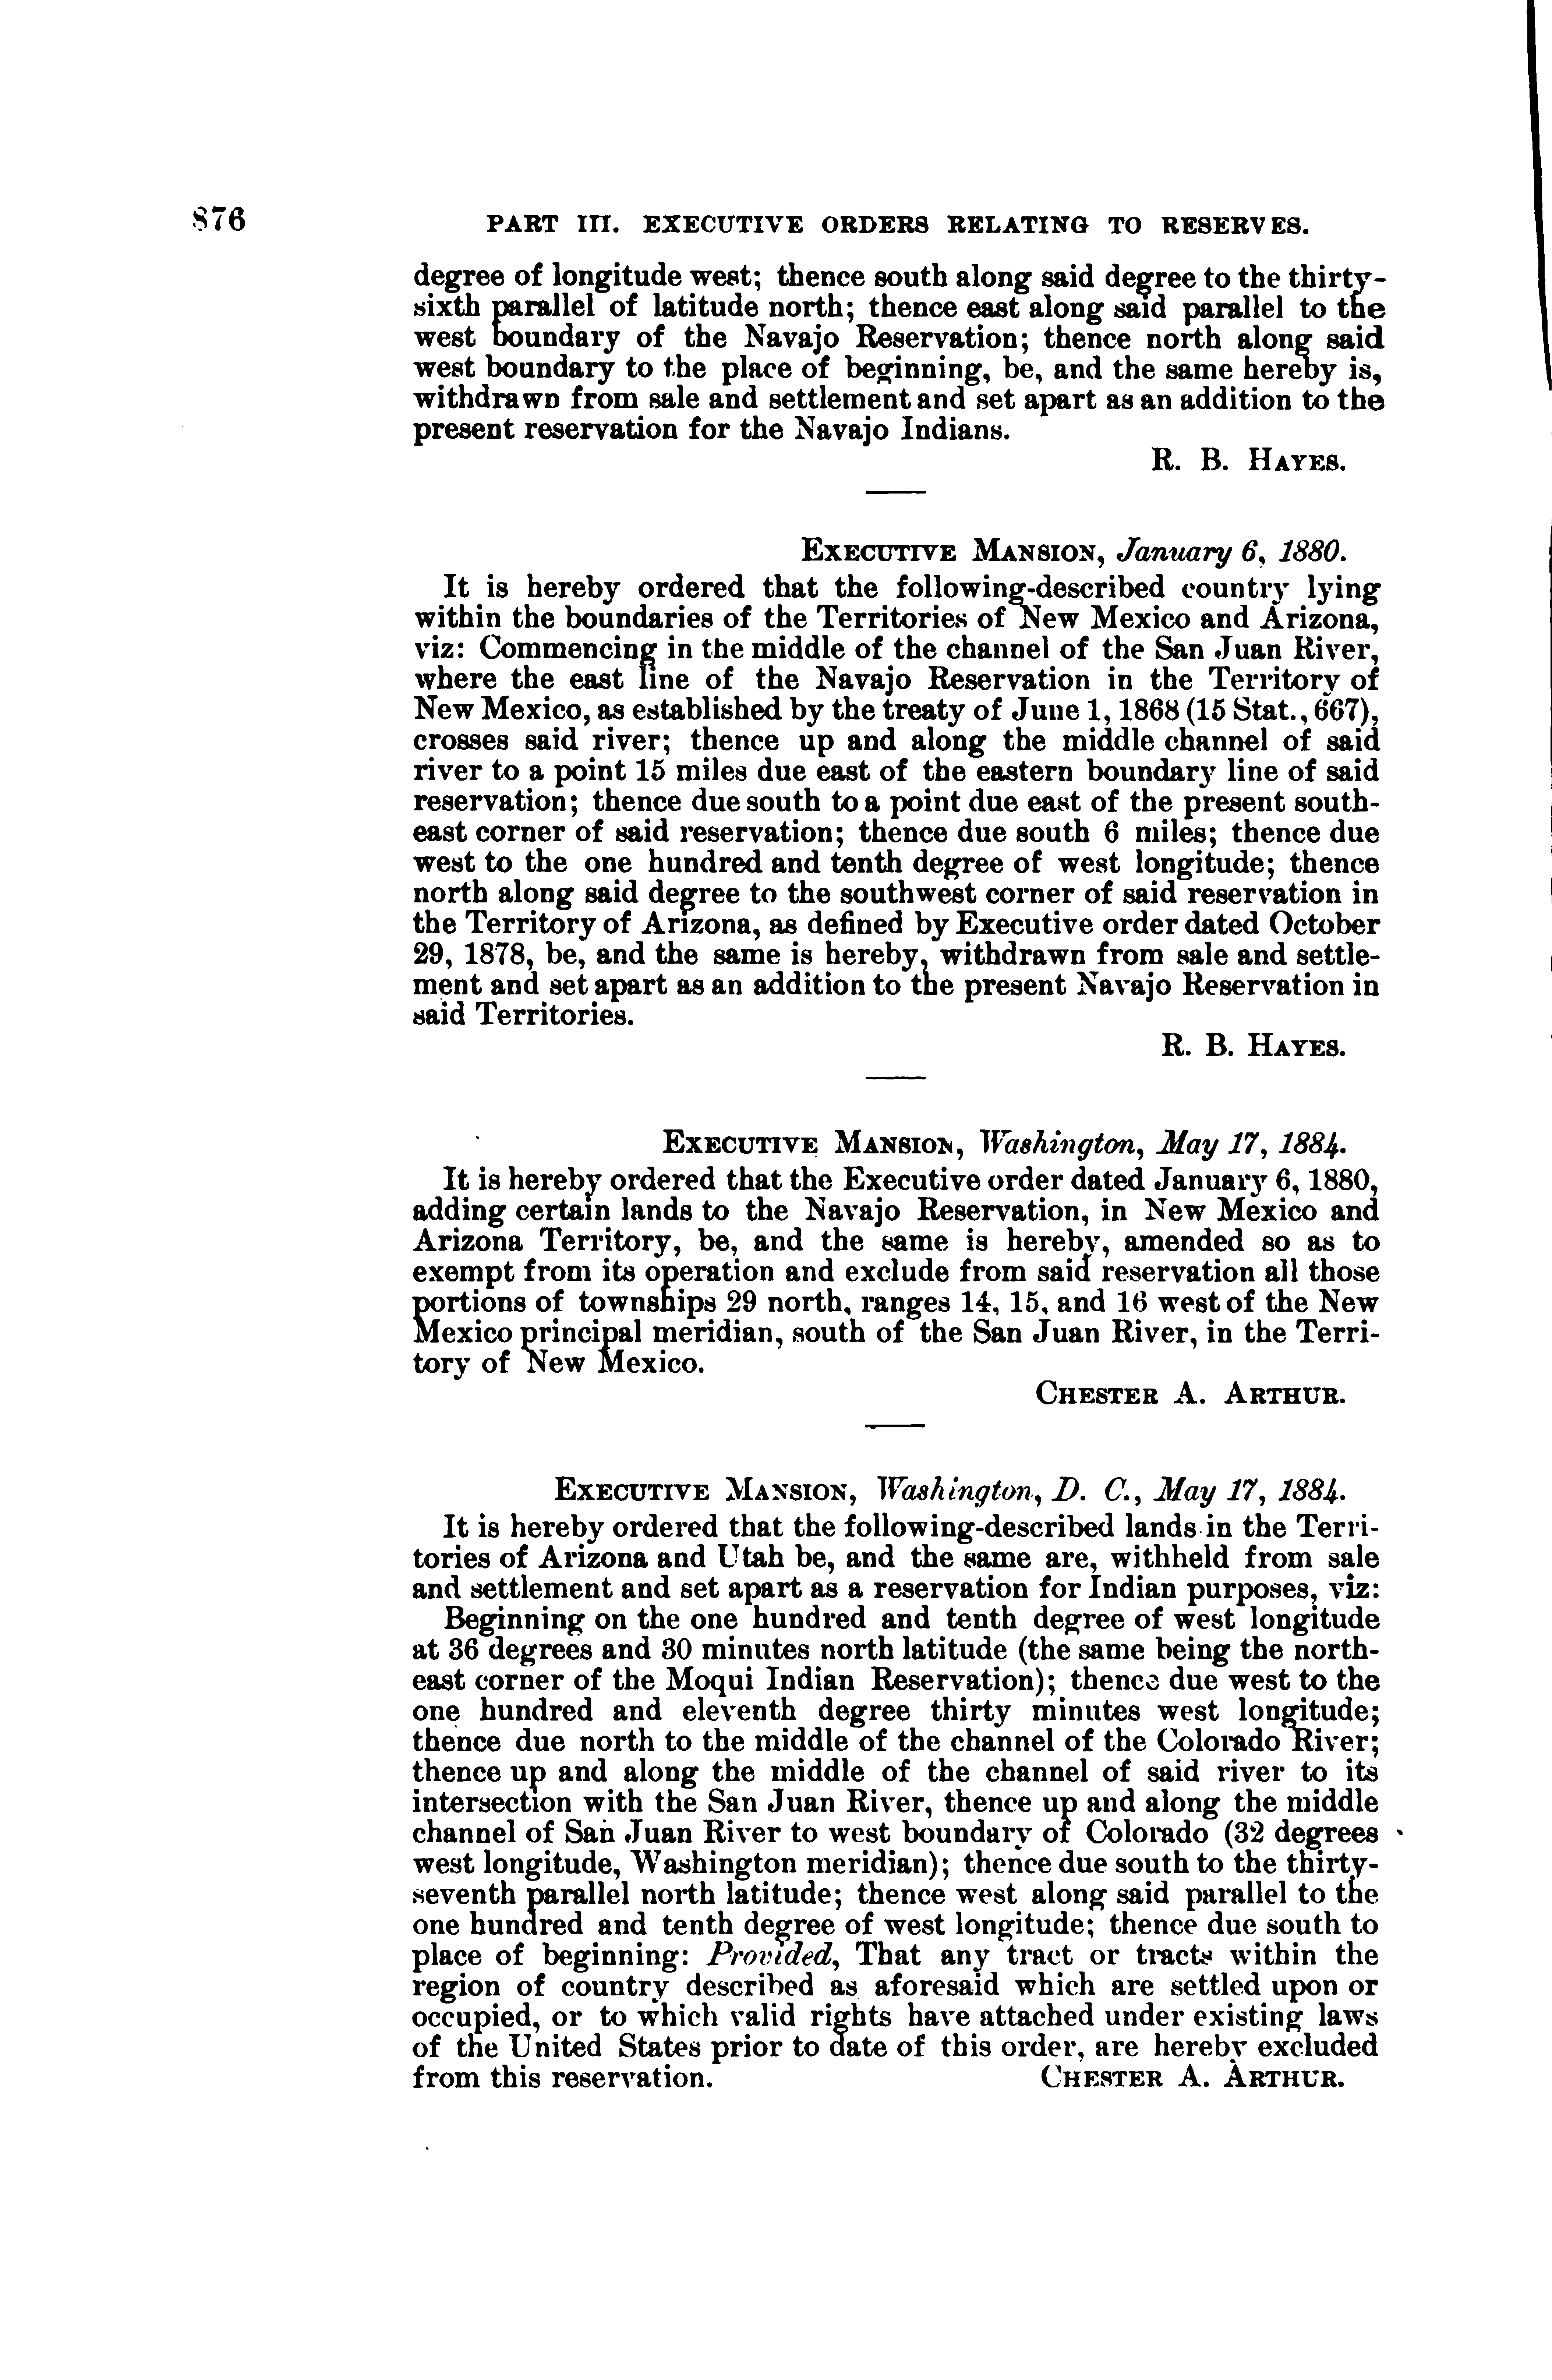 876
PART III. EXECUTIVE ORDERS RELATING TO RESERVES.
degree of longitude west; thence south along said degree to the thirty-
sixth parallel of latitude north; thence east along said parallel to the
west boundary of the Navajo Reservation; thence north along said
west boundary to the place of beginning, be, and the same hereby is,
withdrawn from sale and settlement and set apart as an addition to the
present reservation for the Navajo Indians.
R. B. HAYES.
EXECUTIVE MANSION, January 6, 1880.
It is hereby ordered that the following-described country lying
within the boundaries of the Territories of New Mexico and Arizona,
viz: Commencing in the middle of the channel of the San Juan River,
where the east line of the Navajo Reservation in the Territory of
New Mexico, as established by the treaty of June 1, 1868 (15 Stat., 667),
crosses said river; thence up and along the middle channel of said
river to a point 15 miles due east of the eastern boundary line of said
reservation; thence due south to a point due east of the present south-
east corner of said reservation; thence due south 6 miles; thence due
west to the one hundred and tenth degree of west longitude; thence
north along said degree to the southwest corner of said reservation in
the Territory of Arizona, as defined by Executive order dated October
29, 1878, be, and the same is hereby, withdrawn from sale and settle-
ment and set apart as an addition to the present Navajo Reservation in
said Territories.
R. B. HAYES.
EXECUTIVE MANSION, Washington, May 17, 1884.
It is hereby ordered that the Executive order dated January 6, 1880,
adding certain lands to the Navajo Reservation, in New Mexico and
Arizona Territory, be, and the same is hereby, amended so as to
exempt from its operation and exclude from said reservation all those
portions of townships 29 north, ranges 14, 15, and 16 west of the New
Mexico principal meridian, south of the San Juan River, in the Terri-
tory of New Mexico.
CHESTER A. ARTHUR.
EXECUTIVE MANSION, Washington, D. C., May 17, 1884.
It is hereby ordered that the following-described lands in the Terri-
tories of Arizona and Utah be, and the same are, withheld from sale
and settlement and set apart as a reservation for Indian purposes, viz:
Beginning on the one hundred and tenth degree of west longitude
at 36 degrees and 30 minutes north latitude (the same being the north-
east corner of the Moqui Indian Reservation); thence due west to the
one hundred and eleventh degree thirty minutes west longitude;
thence due north to the middle of the channel of the Colorado River;
thence up and along the middle of the channel of said river to its
intersection with the San Juan River, thence up and along the middle
channel of San Juan River to west boundary of Colorado (32 degrees
west longitude, Washington meridian); thence due south to the thirty-
seventh parallel north latitude; thence west along said parallel to the
one hundred and tenth degree of west longitude; thence due south to
place of beginning: Provided, That any tract or tracts within the
region of country described as aforesaid which are settled upon or
occupied, or to which valid rights have attached under existing laws
of the United States prior to date of this order, are hereby excluded
from this reservation. CHESTER A. ARTHUR.